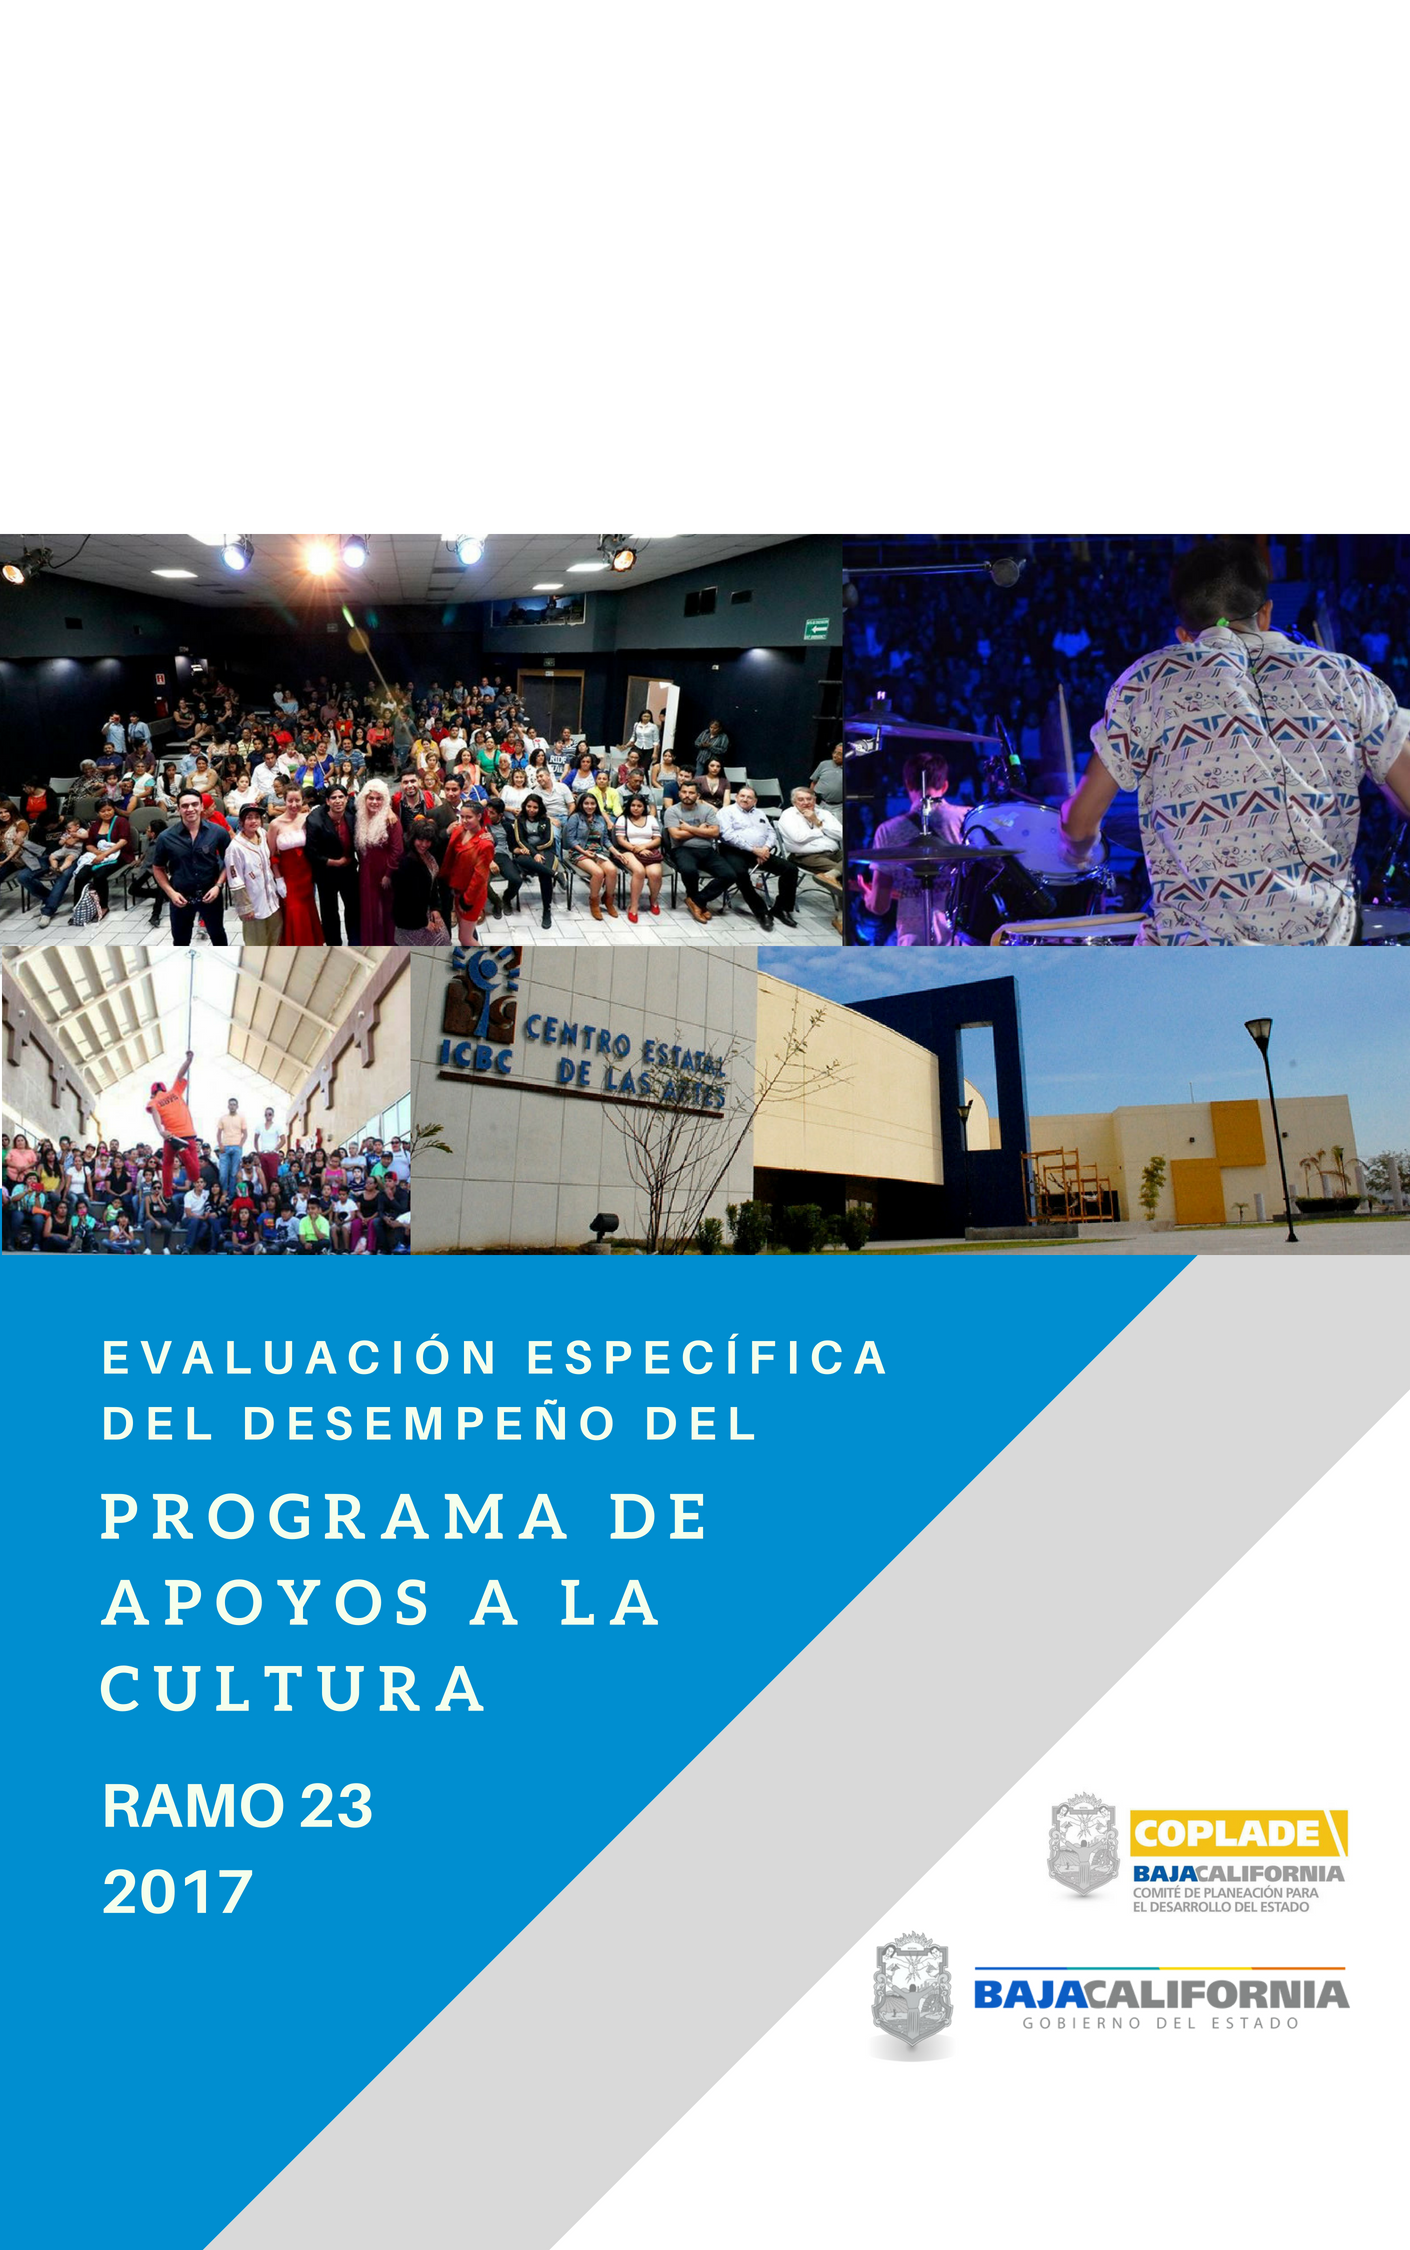 ICBC
CENTRO ESTATAL
DE LAS ARTES
EVALUACIÓN ESPECÍFICA
DEL DESEMPEÑO DEL
PROGRAMA DE
APOYOS A LA
CULTURA
RAMO 23
2017
COPLADE
BAJACALIFORNIA
COMITÉ DE PLANEACIÓN PARA
EL DESARROLLO DEL ESTADO
BAJACALIFORNIA
GOBIERNO DEL ESTADO